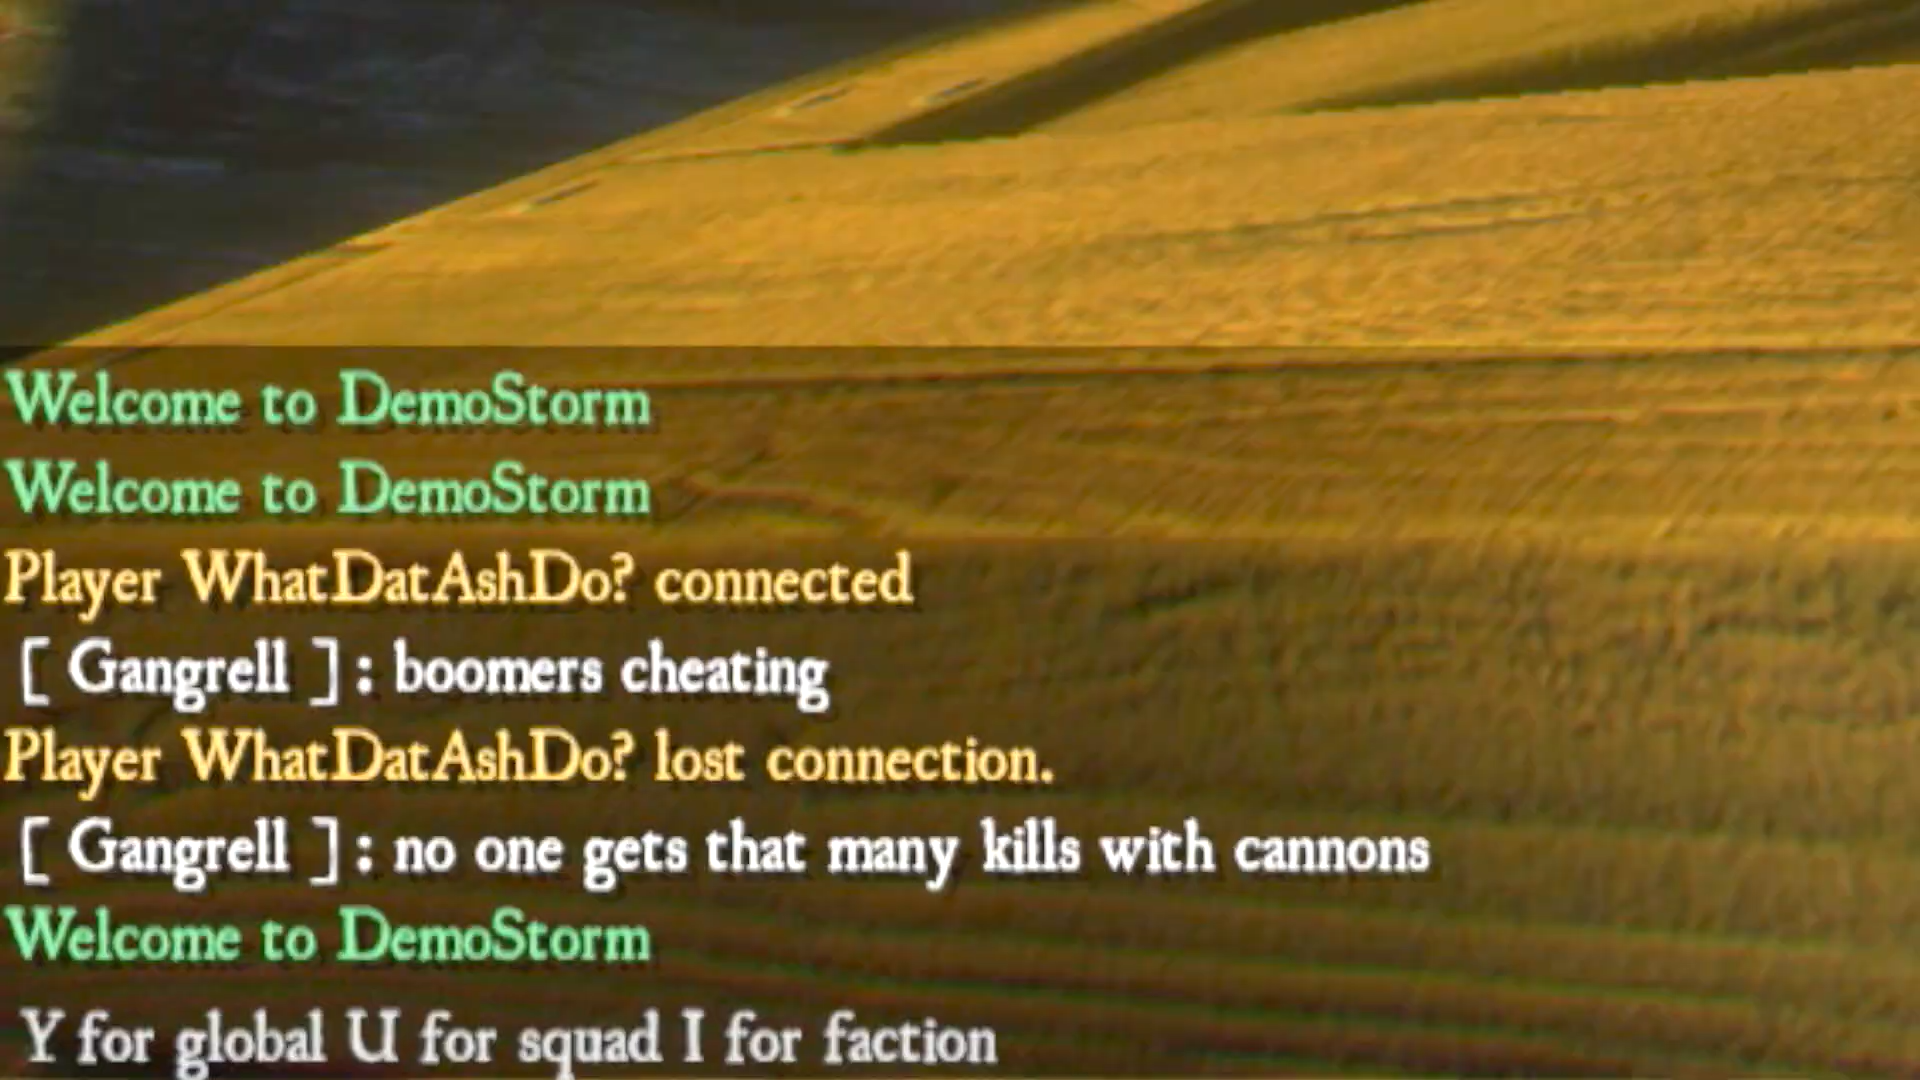 Welcome to DemoStorm
Welcome to DemoStorm
Player WhatDatAshDo? connected
[ Gangrell ]: boomers cheating
Player WhatDatAshDo? lost connection.
[ Gangrell ]: no one gets that many kills with cannons
Welcome to DemoStorm
Y for global U for squad I for faction